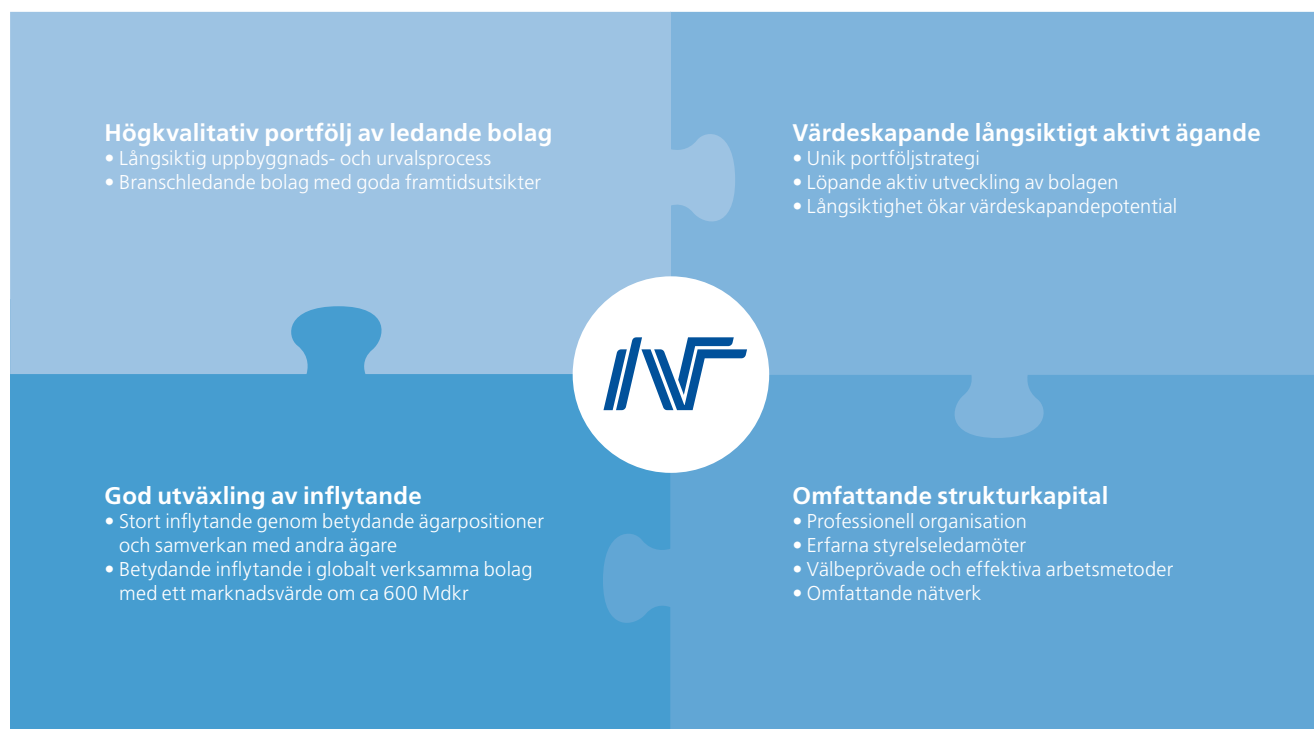 Högkvalitativ portfölj av ledande bolag
• Långsiktig uppbyggnads- och urvalsprocess
• Branschledande bolag med goda framtidsutsikter
Värdeskapande långsiktigt aktivt ägande
• Unik portföljstrategi
• Löpande aktiv utveckling av bolagen
• Långsiktighet ökar värdeskapandepotential
God utväxling av inflytande
• Stort inflytande genom betydande ägarpositioner
och samverkan med andra ägare
• Betydande inflytande i globalt verksamma bolag
med ett marknadsvärde om ca 600 Mdkr
Omfattande strukturkapital
• Professionell organisation
• Erfarna styrelseledamöter
• Välbeprövade och effektiva arbetsmetoder
• Omfattande nätverk